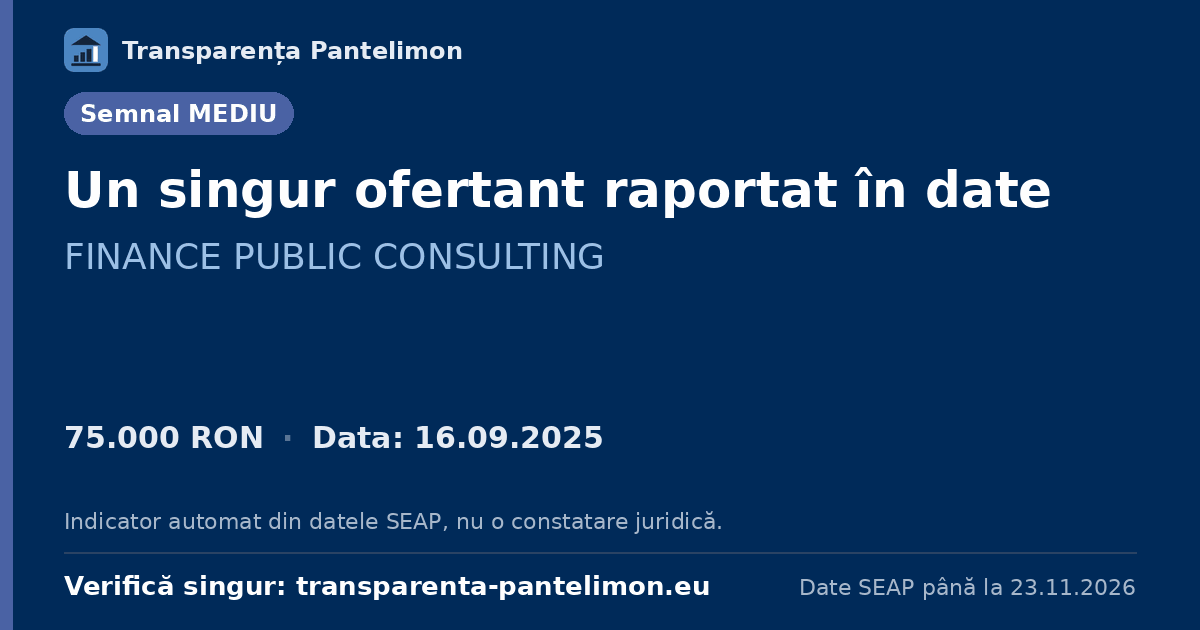 Transparența Pantelimon
Semnal MEDIU
Un singur ofertant raportat în date
FINANCE PUBLIC CONSULTING
75.000 RON · Data: 16.09.2025
Indicator automat din datele SEAP, nu o constatare juridică.
Verifică singur: transparenta-pantelimon.eu
Date SEAP până la 23.11.2026